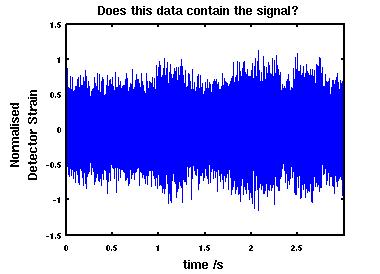 Does this data contain the signal?
1.5
1
0.5
0
-0.5
-1
-1.5
Normalised
Detector Strain
0 0.5 1 1.5 2 2.5
time /s